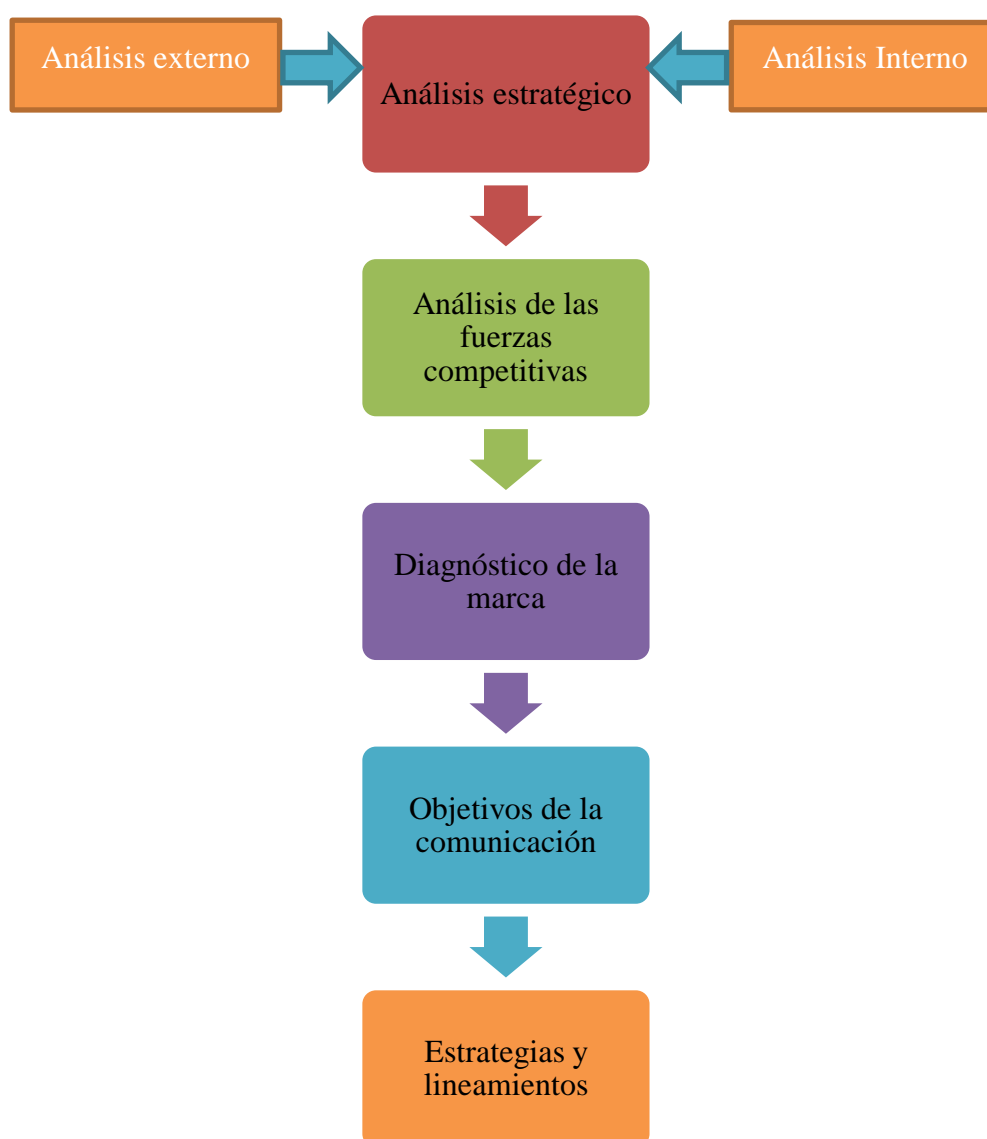 Análisis externo
Análisis estratégico
Análisis Interno
Análisis de las
fuerzas
competitivas
Diagnóstico de la
marca
Objetivos de la
comunicación
Estrategias y
lineamientos